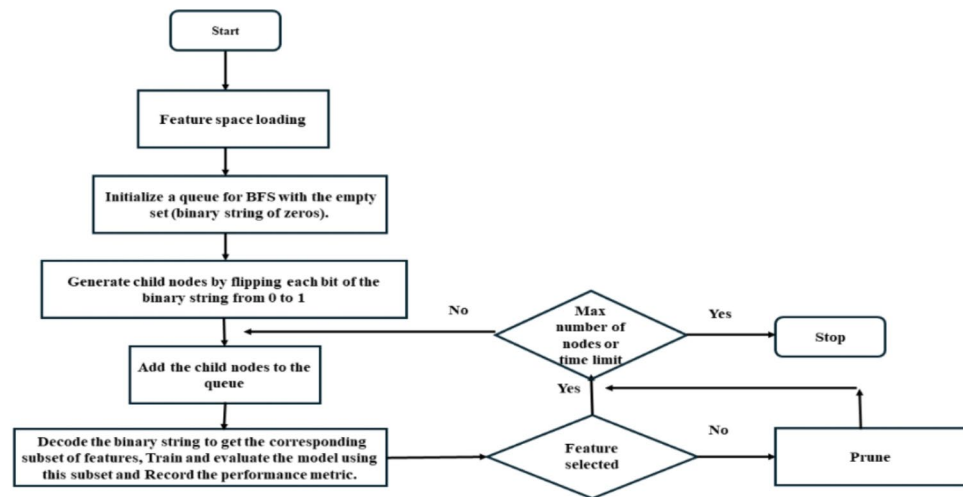 Start
Feature space loading
Initialize a queue for BFS with the empty
set (binary string of zeros).
Generate child nodes by flipping each bit of the
binary string from 0 to 1
No
Max
number of
nodes or
time limit
Yes
Stop
Add the child nodes to the
queue
Yes
Decode the binary string to get the corresponding
subset of features, Train and evaluate the model using
this subset and Record the performance metric.
Feature
selected
No
Prune